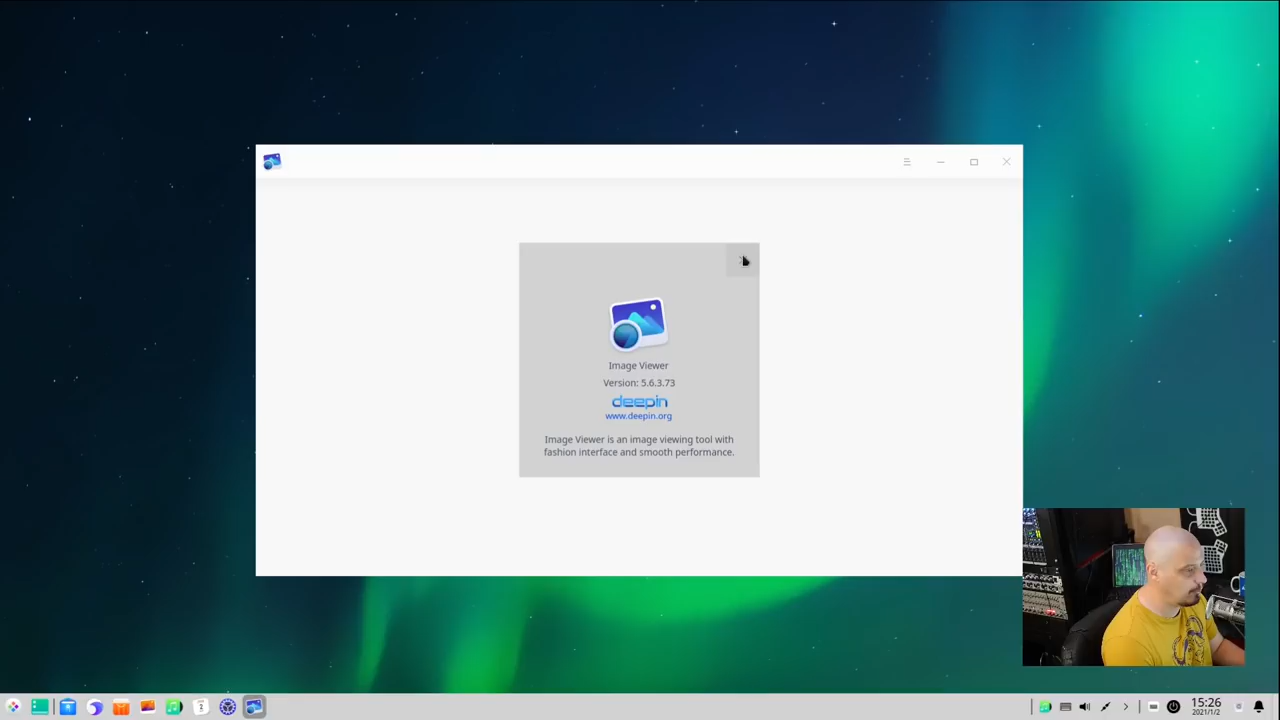 Image Viewer
Version: 5.6.3.73
deepin
www.deepin.org
Image Viewer is an image viewing tool with
fashion interface and smooth performance.
15:26
2021/1/2